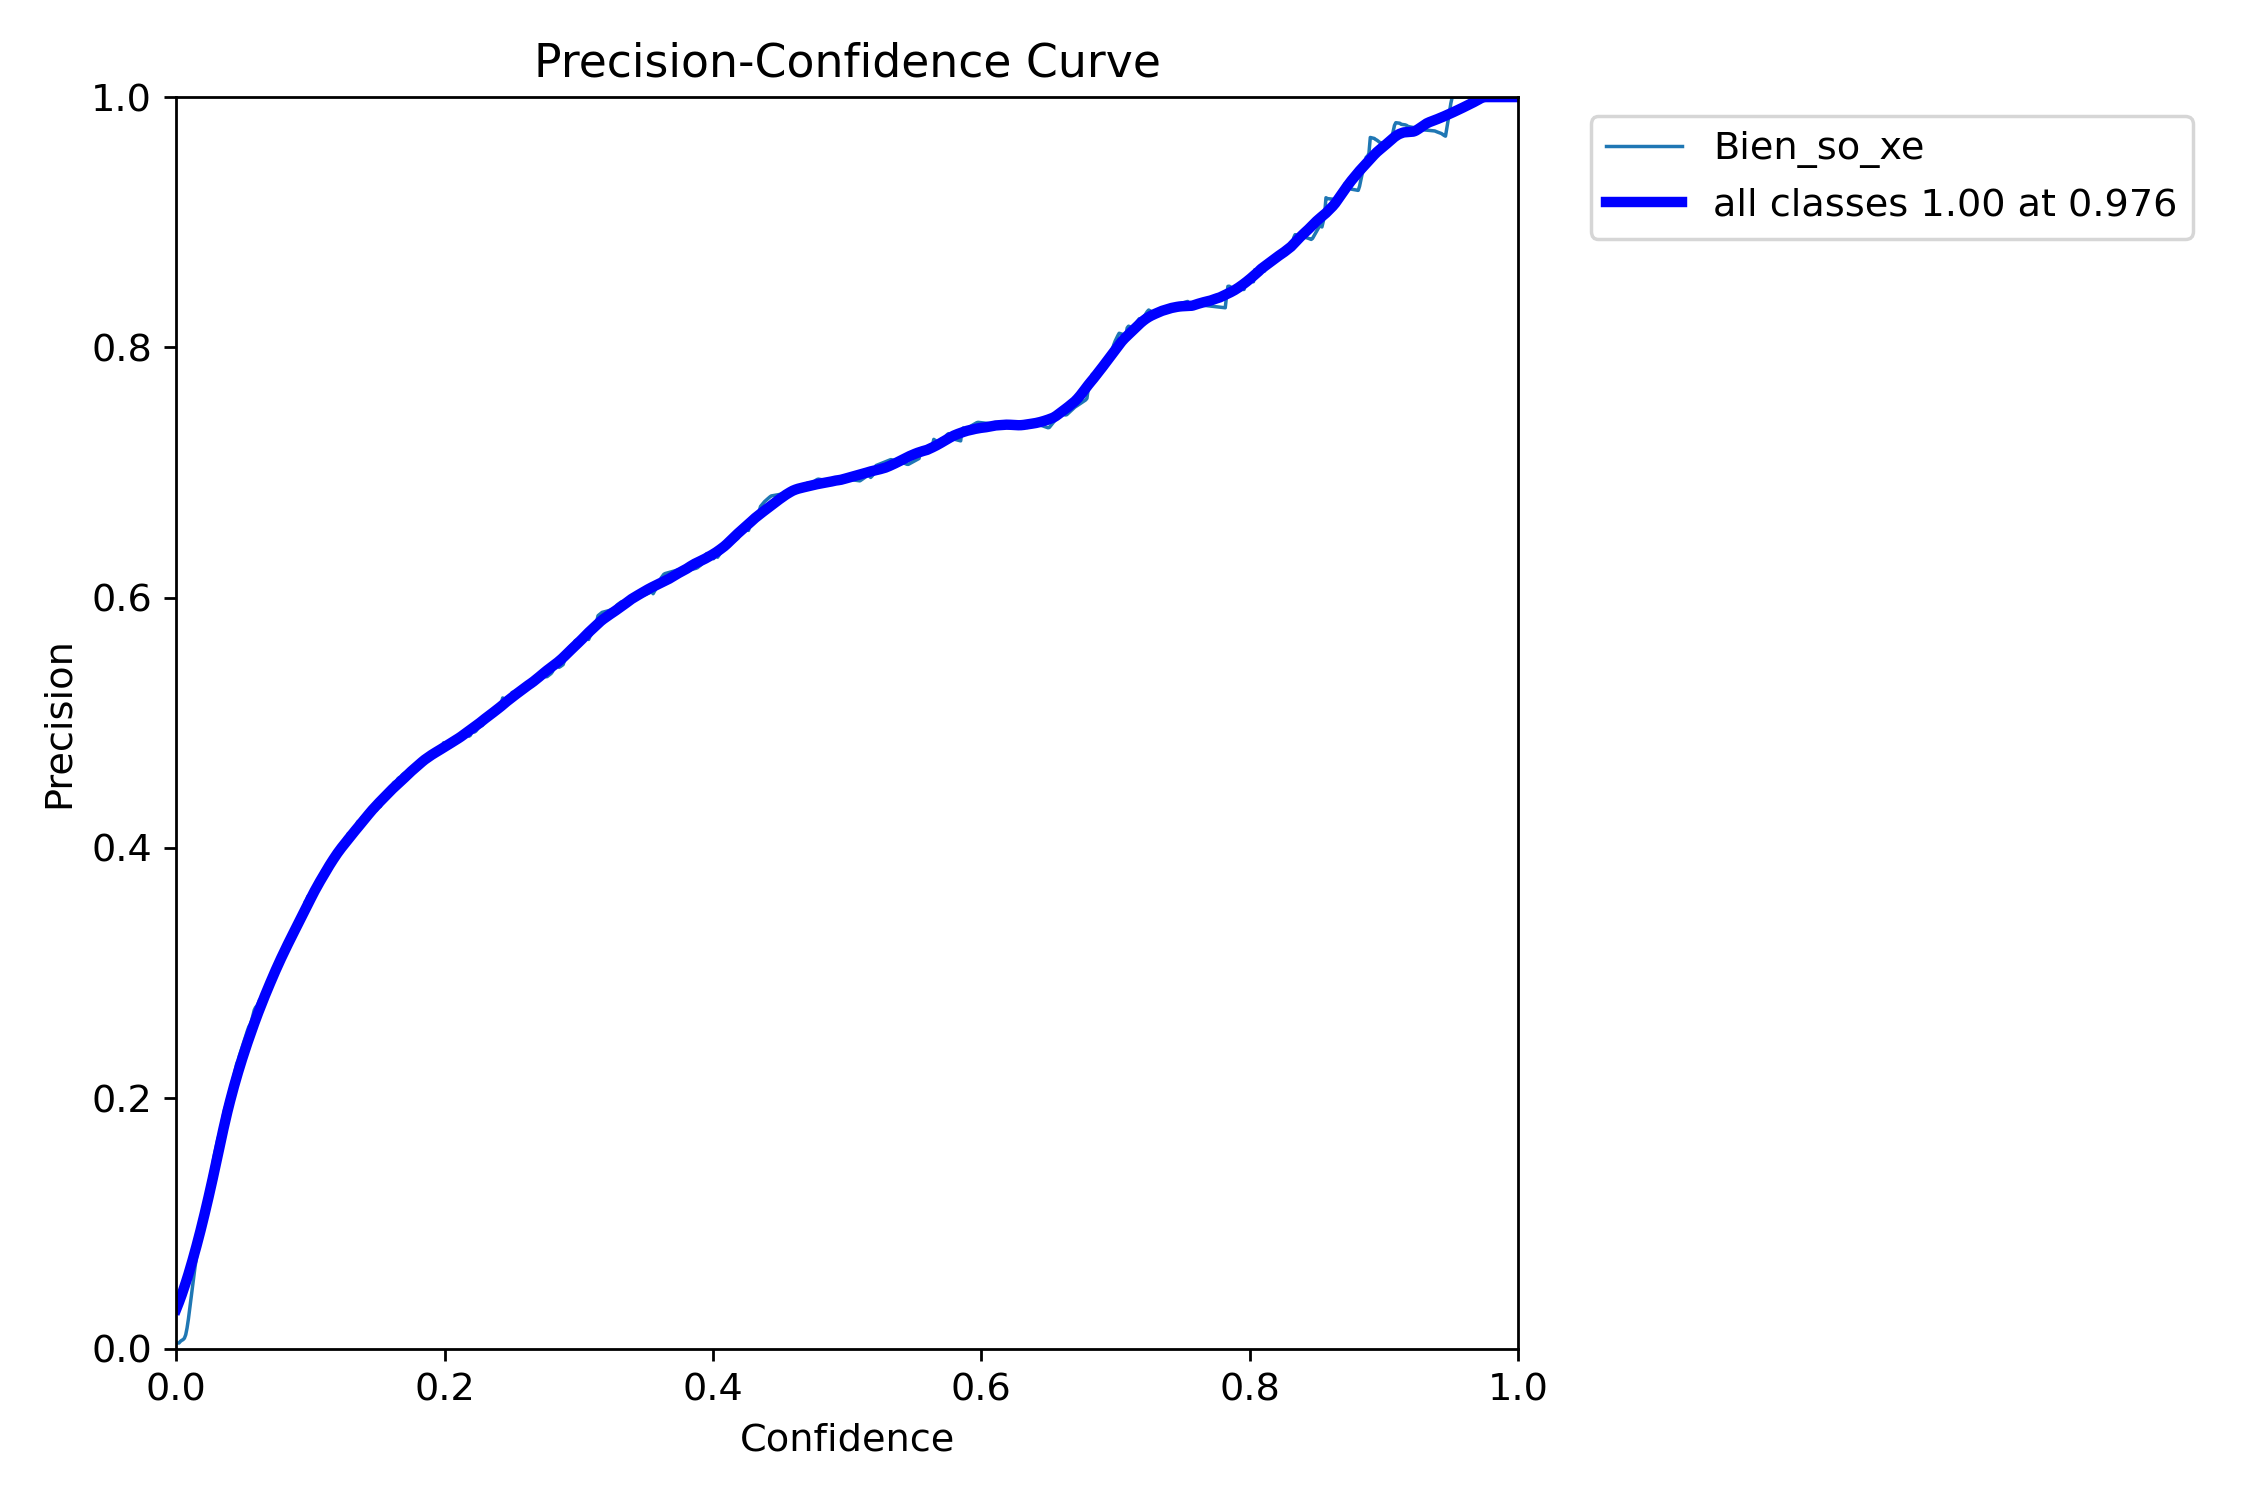 Precision-Confidence Curve
1.0
0.8
0.6
0.4
0.2
0.0
Precision
0.0 0.2 0.4 0.6 0.8 1.0
Confidence
Bien_so_xe
all classes 1.00 at 0.976